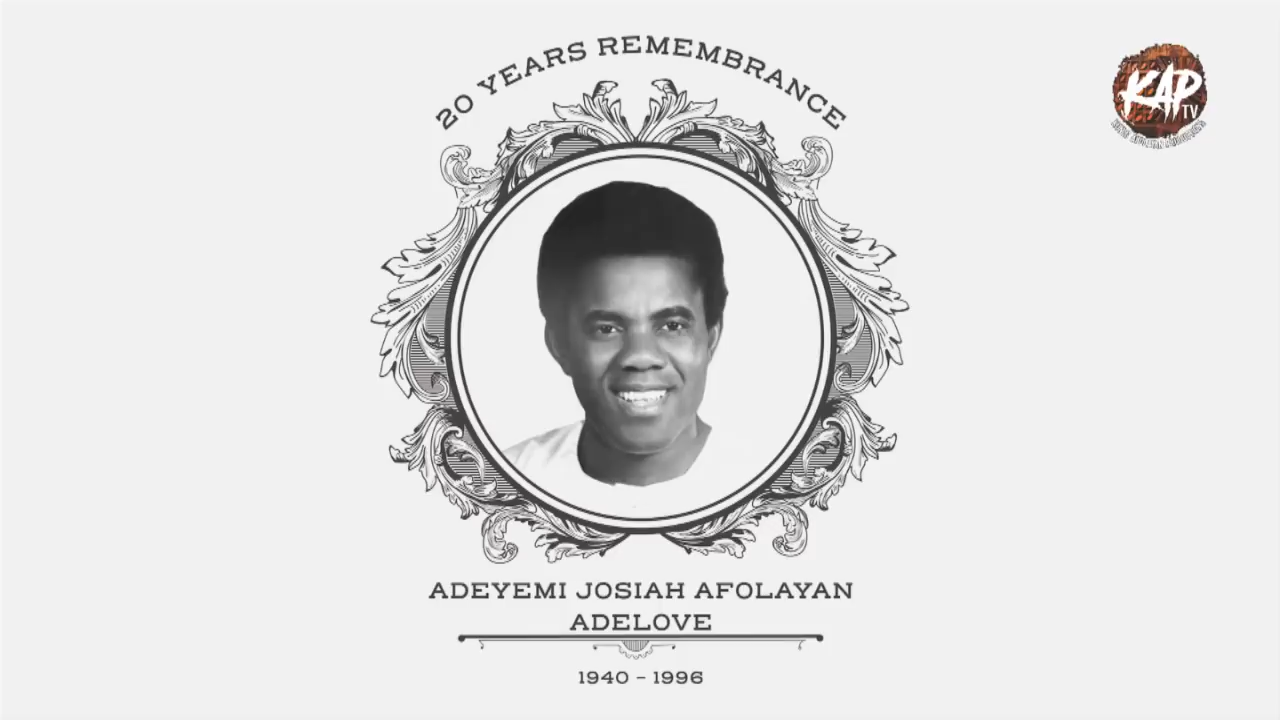 20 YEARS REMEMBRANCE
KAP
TV
ADEYEMI JOSIAH AFOLAYAN
ADELOVE
1940 - 1996